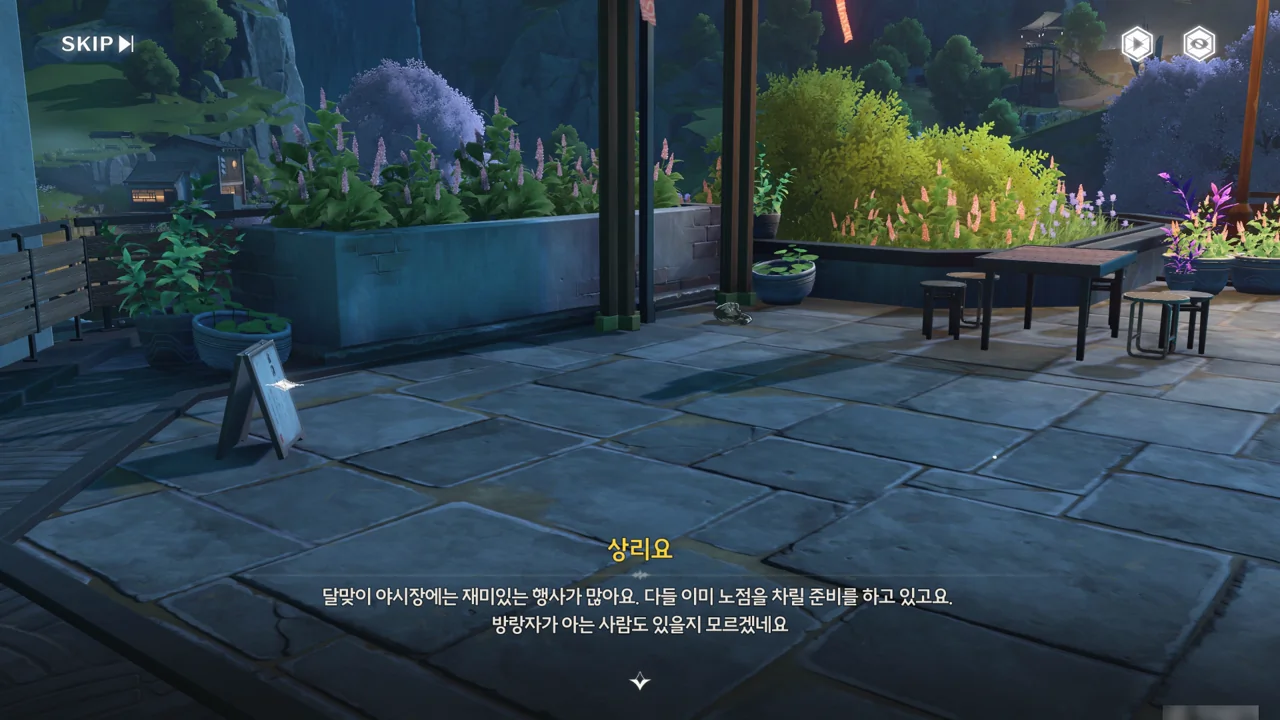 SKIP
상리요
달맞이 야시장에는 재미있는 행사가 많아요. 다들 이미 노점을 차릴 준비를 하고 있고요.
방랑자가 아는 사람도 있을지 모르겠네요